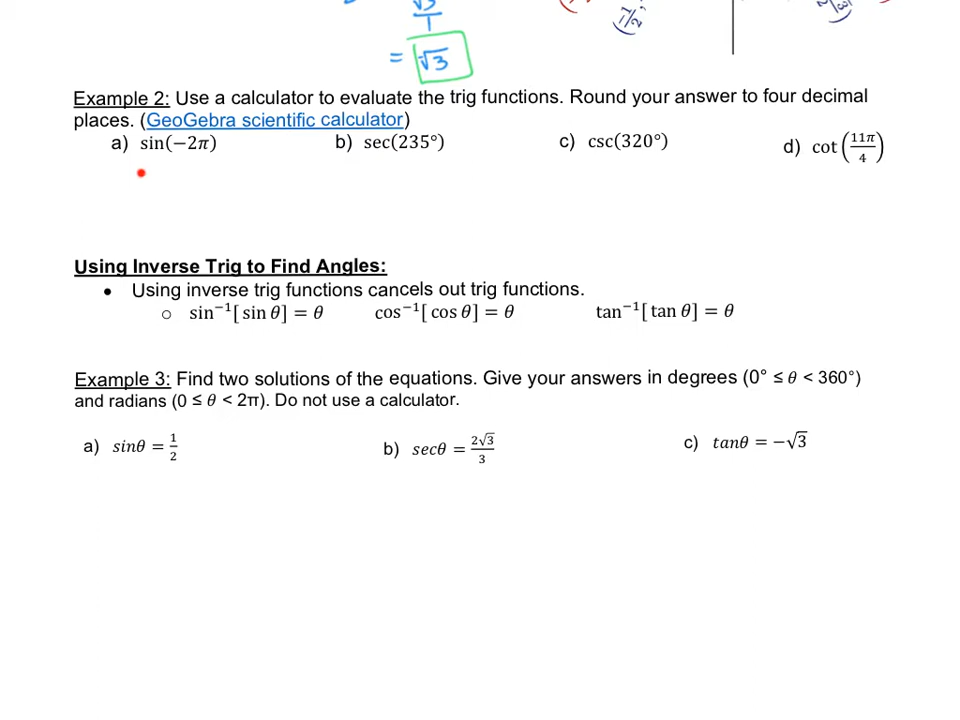 √3
1
= √3
Example 2: Use a calculator to evaluate the trig functions. Round your answer to four decimal
places. (GeoGebra scientific calculator)
a) sin(−2π) b) sec(235°) c) csc(320°) d) cot(11π/4)
Using Inverse Trig to Find Angles:
• Using inverse trig functions cancels out trig functions.
○ sin⁻¹[sin θ] = θ cos⁻¹[cos θ] = θ tan⁻¹[tan θ] = θ
Example 3: Find two solutions of the equations. Give your answers in degrees (0° ≤ θ < 360°)
and radians (0 ≤ θ < 2π). Do not use a calculator.
a) sinθ = 1/2 b) secθ = 2√3/3 c) tanθ = −√3